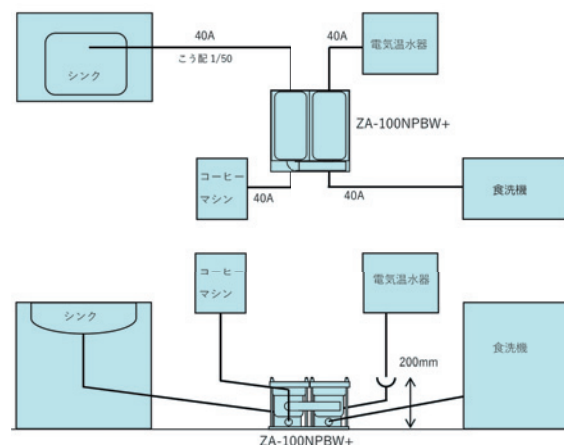 40A
こう配 1/50
シンク
40A
電気温水器
ZA-100NPBW+
コーヒー
マシン
40A
40A
食洗機
コーヒー
マシン
電気温水器
シンク
食洗機
200mm
ZA-100NPBW+